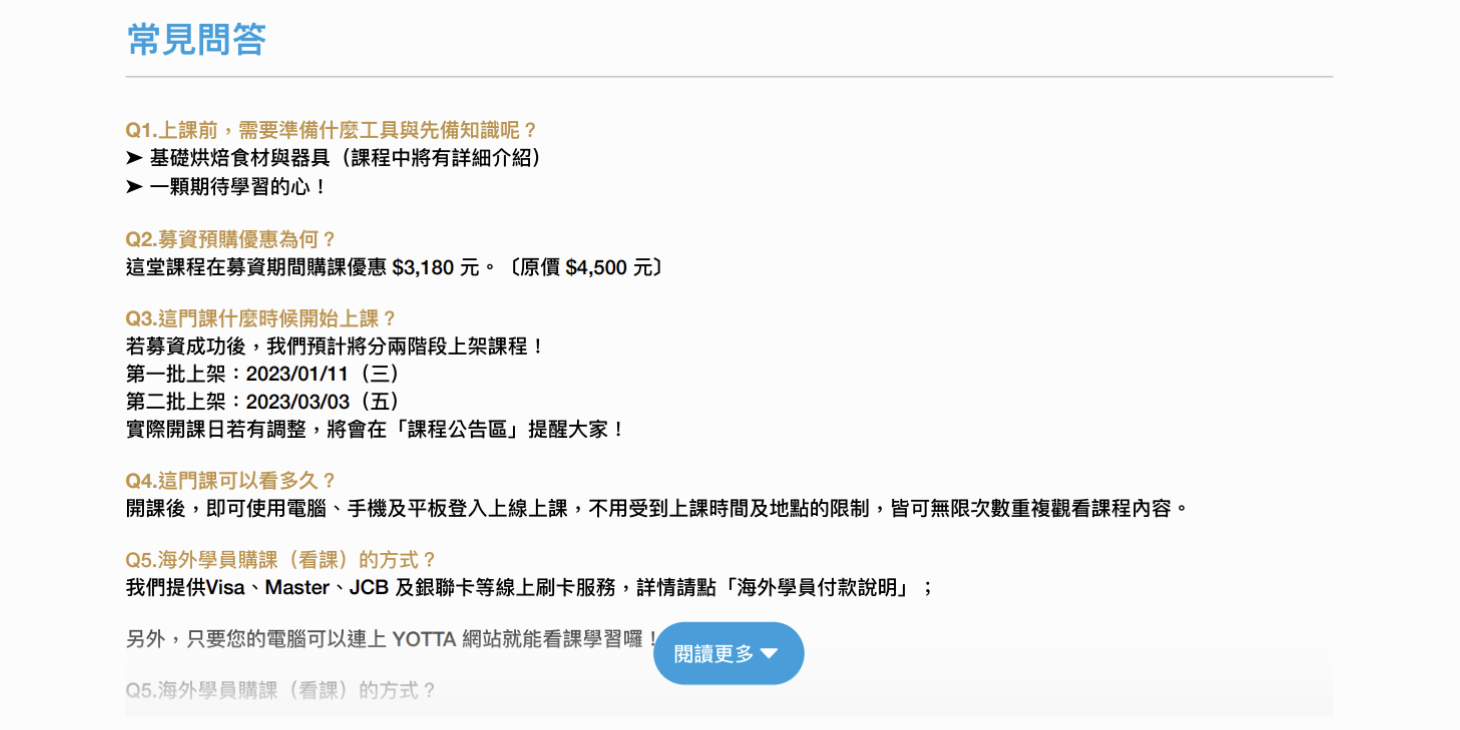 常見問答
Q1.上課前，需要準備什麼工具與先備知識呢？
➤ 基礎烘焙食材與器具（課程中將有詳細介紹）
➤ 一顆期待學習的心！
Q2.募資預購優惠為何？
這堂課程在募資期間購課優惠 $3,180 元。〔原價 $4,500 元〕
Q3.這門課什麼時候開始上課？
若募資成功後，我們預計將分兩階段上架課程！
第一批上架：2023/01/11（三）
第二批上架：2023/03/03（五）
實際開課日若有調整，將會在「課程公告區」提醒大家！
Q4.這門課可以看多久？
開課後，即可使用電腦、手機及平板登入上線上課，不用受到上課時間及地點的限制，皆可無限次數重複觀看課程內容。
Q5.海外學員購課（看課）的方式？
我們提供Visa、Master、JCB 及銀聯卡等線上刷卡服務，詳情請點「海外學員付款說明」；
另外，只要您的電腦可以連上 YOTTA 網站就能看課學習囉！
閱讀更多
Q5.海外學員購課（看課）的方式？